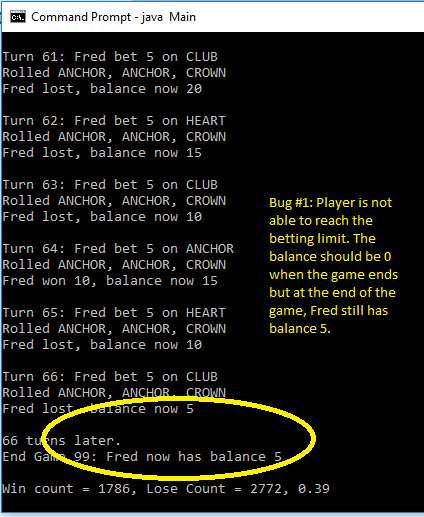 Command Prompt - java Main
Turn 61: Fred bet 5 on CLUB
Rolled ANCHOR, ANCHOR, CROWN
Fred lost, balance now 20
Turn 62: Fred bet 5 on HEART
Rolled ANCHOR, ANCHOR, CROWN
Fred lost, balance now 15
Turn 63: Fred bet 5 on CLUB
Rolled ANCHOR, ANCHOR, CROWN
Fred lost, balance now 10
Turn 64: Fred bet 5 on ANCHOR
Rolled ANCHOR, ANCHOR, CROWN
Fred won 10, balance now 15
Turn 65: Fred bet 5 on HEART
Rolled ANCHOR, ANCHOR, CROWN
Fred lost, balance now 10
Turn 66: Fred bet 5 on CLUB
Rolled ANCHOR, ANCHOR, CROWN
Fred lost, balance now 5
66 turns later.
End Game 99: Fred now has balance 5
Win count = 1786, Lose Count = 2772, 0.39
Bug #1: Player is not
able to reach the
betting limit. The
balance should be 0
when the game ends
but at the end of the
game, Fred still has
balance 5.